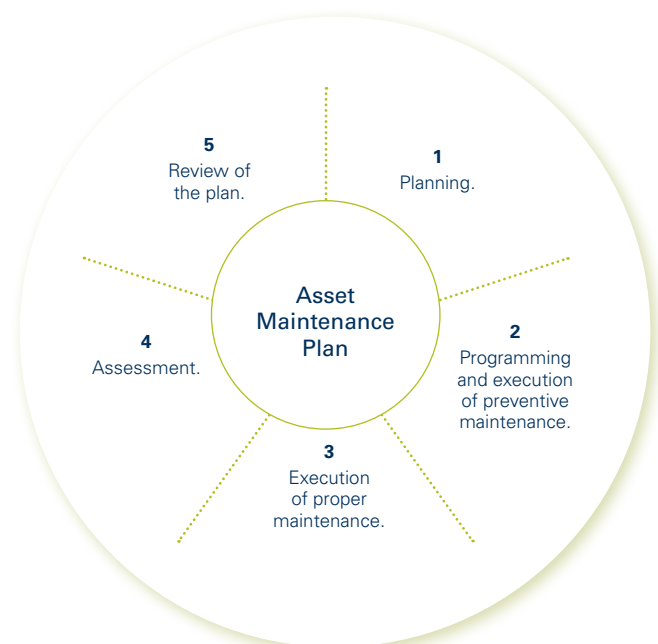 Asset
Maintenance
Plan
1
Planning.
2
Programming
and execution
of preventive
maintenance.
3
Execution
of proper
maintenance.
4
Assessment.
5
Review of
the plan.